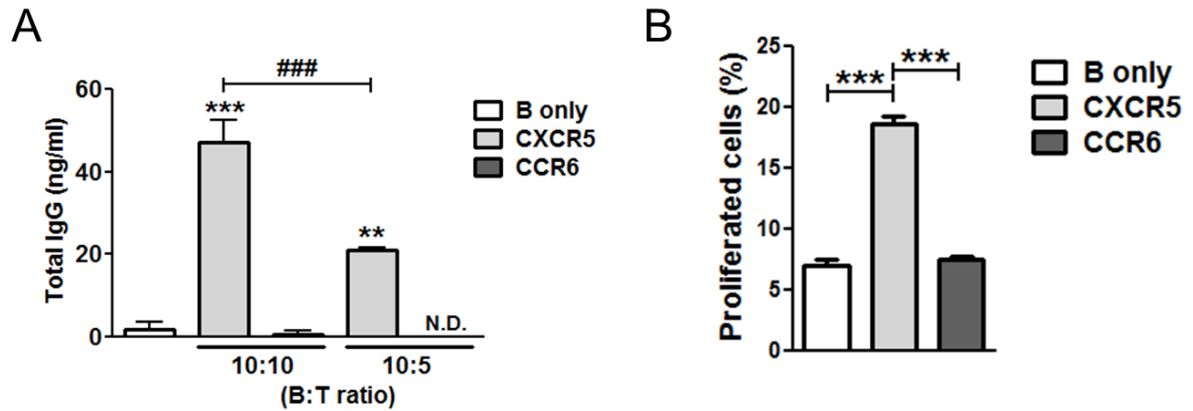 A
###
60
***
40
20
0
Total IgG (ng/ml)
**
N.D.
10:10
10:5
(B:T ratio)
B only
CXCR5
CCR6
B
25
20
15
10
5
0
Proliferated cells (%)
***
***
B only
CXCR5
CCR6